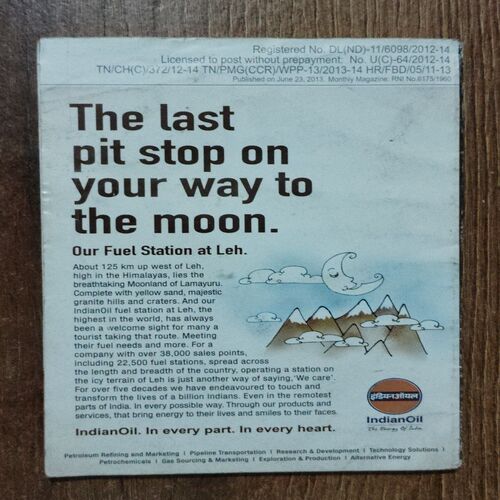 Registered No. DL(ND)-11/6098/2012-14
Licensed to post without prepayment: No. U(C)-64/2012-14
TN/CH(C)/372/12-14 TN/PMG(CCR)/WPP-13/2013-14 HR/FBD/05/11-13
Published on June 23, 2013. Monthly Magazine: RNI No.6175/1960
The last
pit stop on
your way to
the moon.
Our Fuel Station at Leh.
About 125 km up west of Leh,
high in the Himalayas, lies the
breathtaking Moonland of Lamayuru.
Complete with yellow sand, majestic
granite hills and craters. And our
IndianOil fuel station at Leh, the
highest in the world, has always
been a welcome sight for many a
tourist taking that route. Meeting
their fuel needs and more. For a
company with over 38,000 sales points,
including 22,500 fuel stations, spread across
the length and breadth of the country, operating a station on
the icy terrain of Leh is just another way of saying, 'We care'.
For over five decades we have endeavoured to touch and
transform the lives of a billion Indians. Even in the remotest
parts of India. In every possible way. Through our products and
services, that bring energy to their lives and smiles to their faces.
IndianOil. In every part. In every heart.
इंडियनऑयल
IndianOil
The Energy Of India
Petroleum Refining and Marketing I Pipeline Transportation I Research & Development I Technology Solutions I
Petrochemicals I Gas Sourcing & Marketing I Exploration & Production I Alternative Energy